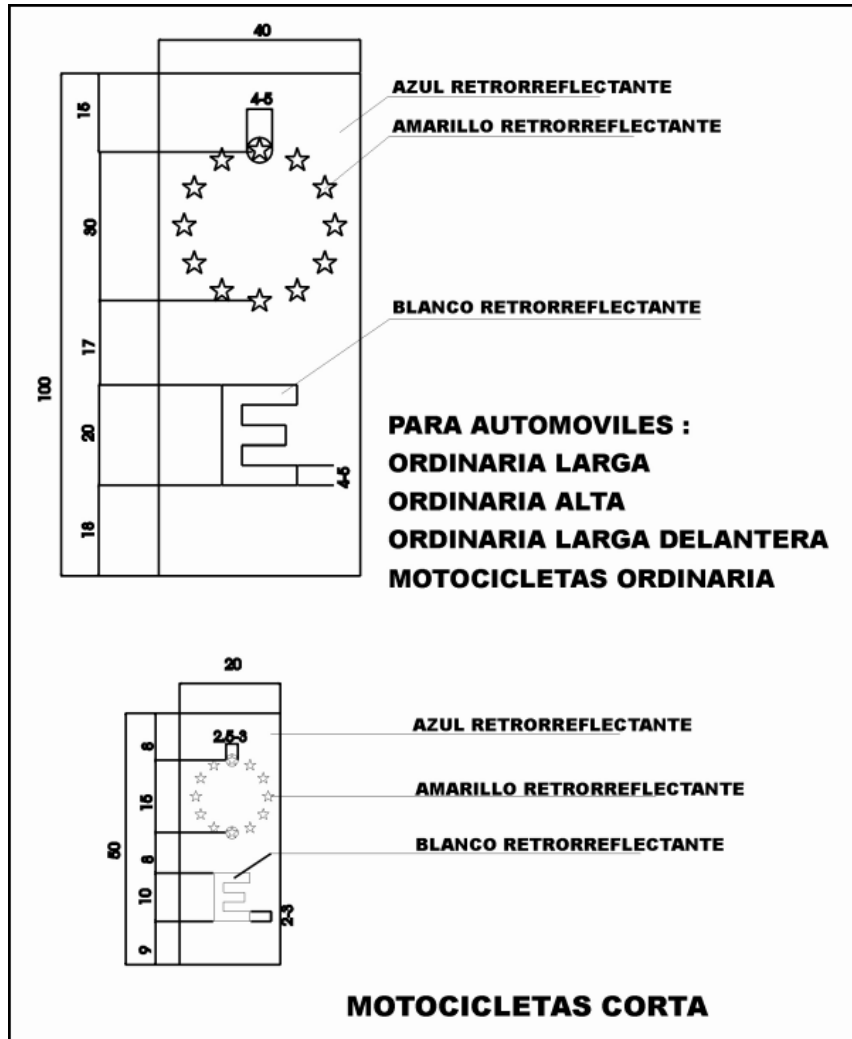 40
4-5
15
30
17
100
20
18
4-5
AZUL RETRORREFLECTANTE
AMARILLO RETRORREFLECTANTE
BLANCO RETRORREFLECTANTE
E
PARA AUTOMOVILES :
ORDINARIA LARGA
ORDINARIA ALTA
ORDINARIA LARGA DELANTERA
MOTOCICLETAS ORDINARIA
20
2,5-3
8
15
50
8
10
9
2-3
AZUL RETRORREFLECTANTE
AMARILLO RETRORREFLECTANTE
BLANCO RETRORREFLECTANTE
E
MOTOCICLETAS CORTA